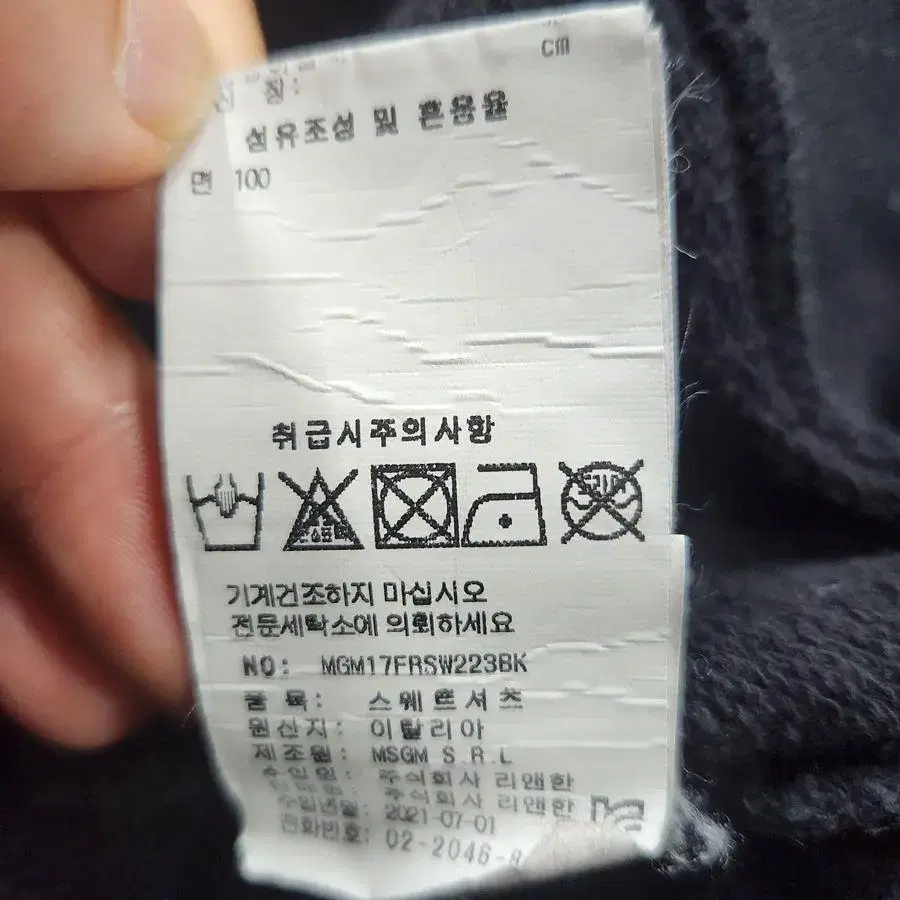 cm
섬유조성 및 혼용율
면 100
취급시주의사항
기계건조하지 마십시오
전문세탁소에 의뢰하세요
NO: MGM17FRSW223BK
품 목: 스웨트셔츠
원산지: 이탈리아
제조원: MSGM S.R.L
수입원: 주식회사 리앤한
주식회사 리앤한
수입년월: 2021-07-01
전화번호: 02-2046-